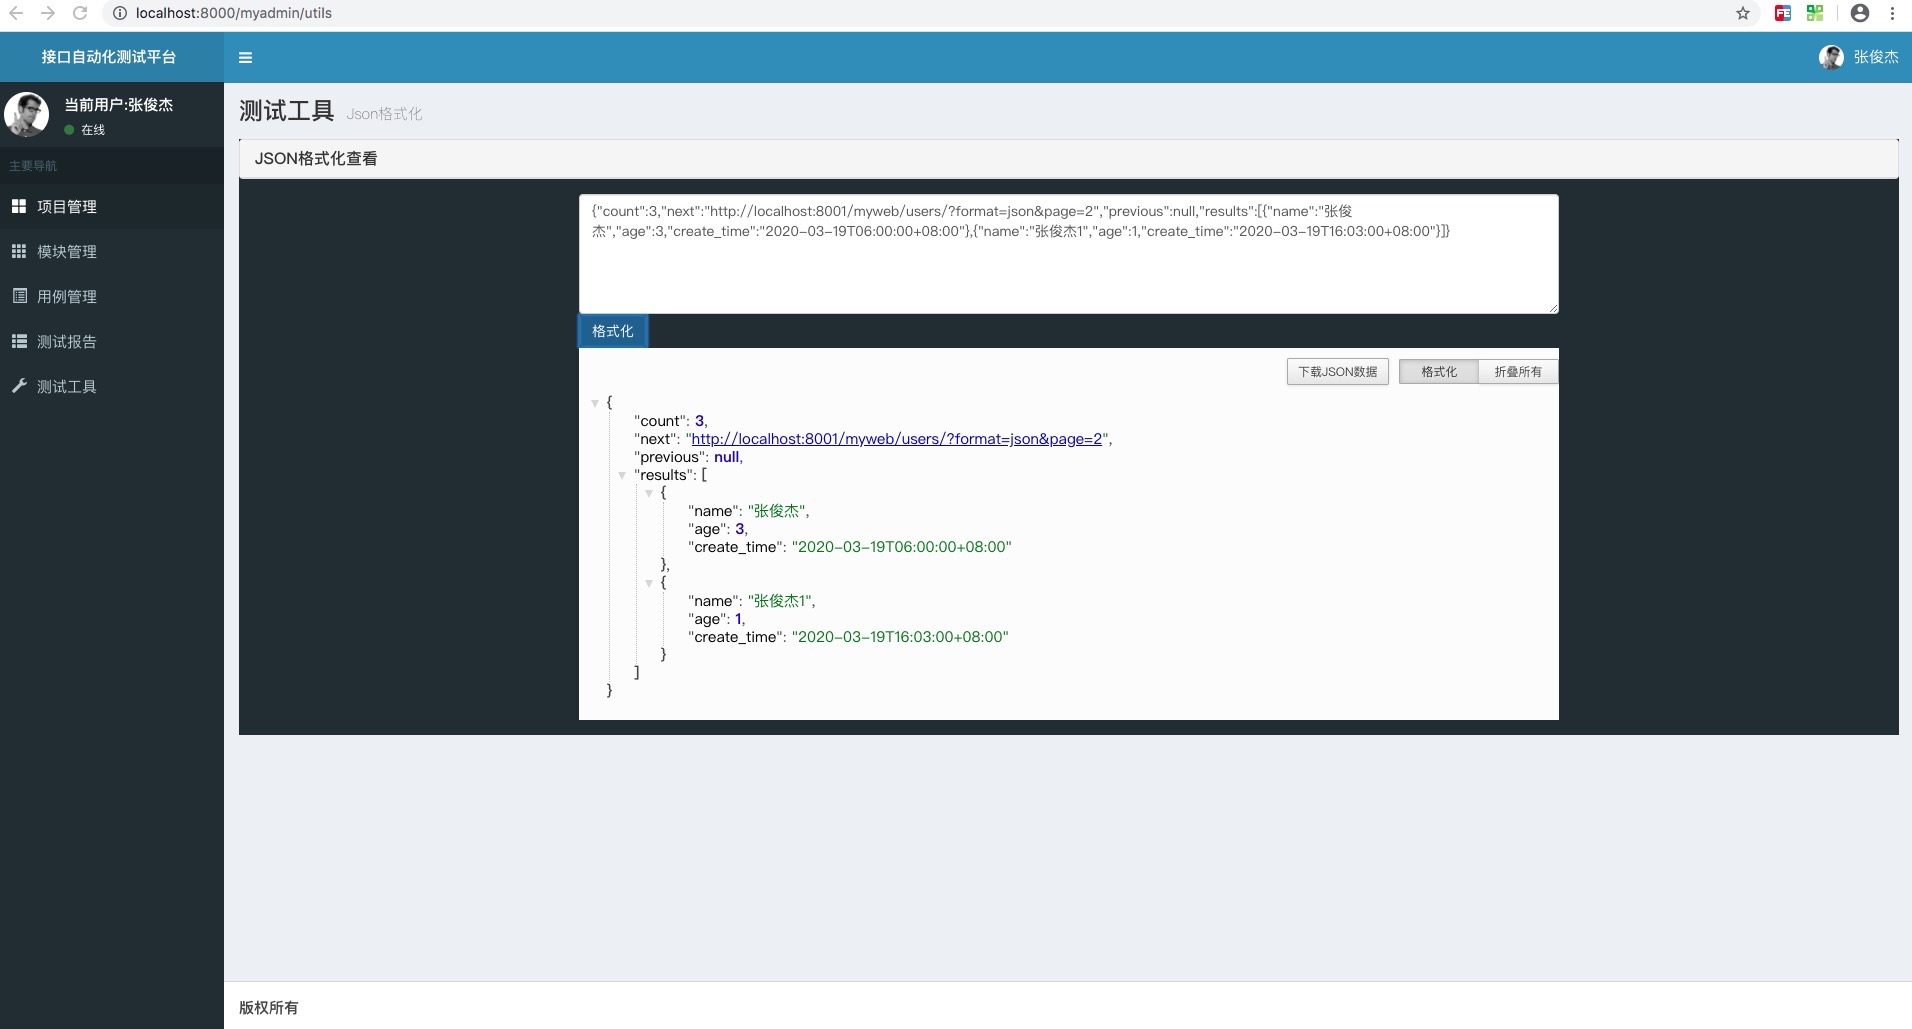 localhost:8000/myadmin/utils
接口自动化测试平台
张俊杰
当前用户:张俊杰
在线
主要导航
项目管理
模块管理
用例管理
测试报告
测试工具
测试工具 Json格式化
JSON格式化查看
{"count":3,"next":"http://localhost:8001/myweb/users/?format=json&page=2","previous":null,"results":[{"name":"张俊
杰","age":3,"create_time":"2020-03-19T06:00:00+08:00"},{"name":"张俊杰1","age":1,"create_time":"2020-03-19T16:03:00+08:00"}]}
格式化
下载JSON数据 格式化 折叠所有
{
"count": 3,
"next": "http://localhost:8001/myweb/users/?format=json&page=2",
"previous": null,
"results": [
{
"name": "张俊杰",
"age": 3,
"create_time": "2020-03-19T06:00:00+08:00"
},
{
"name": "张俊杰1",
"age": 1,
"create_time": "2020-03-19T16:03:00+08:00"
}
]
}
版权所有